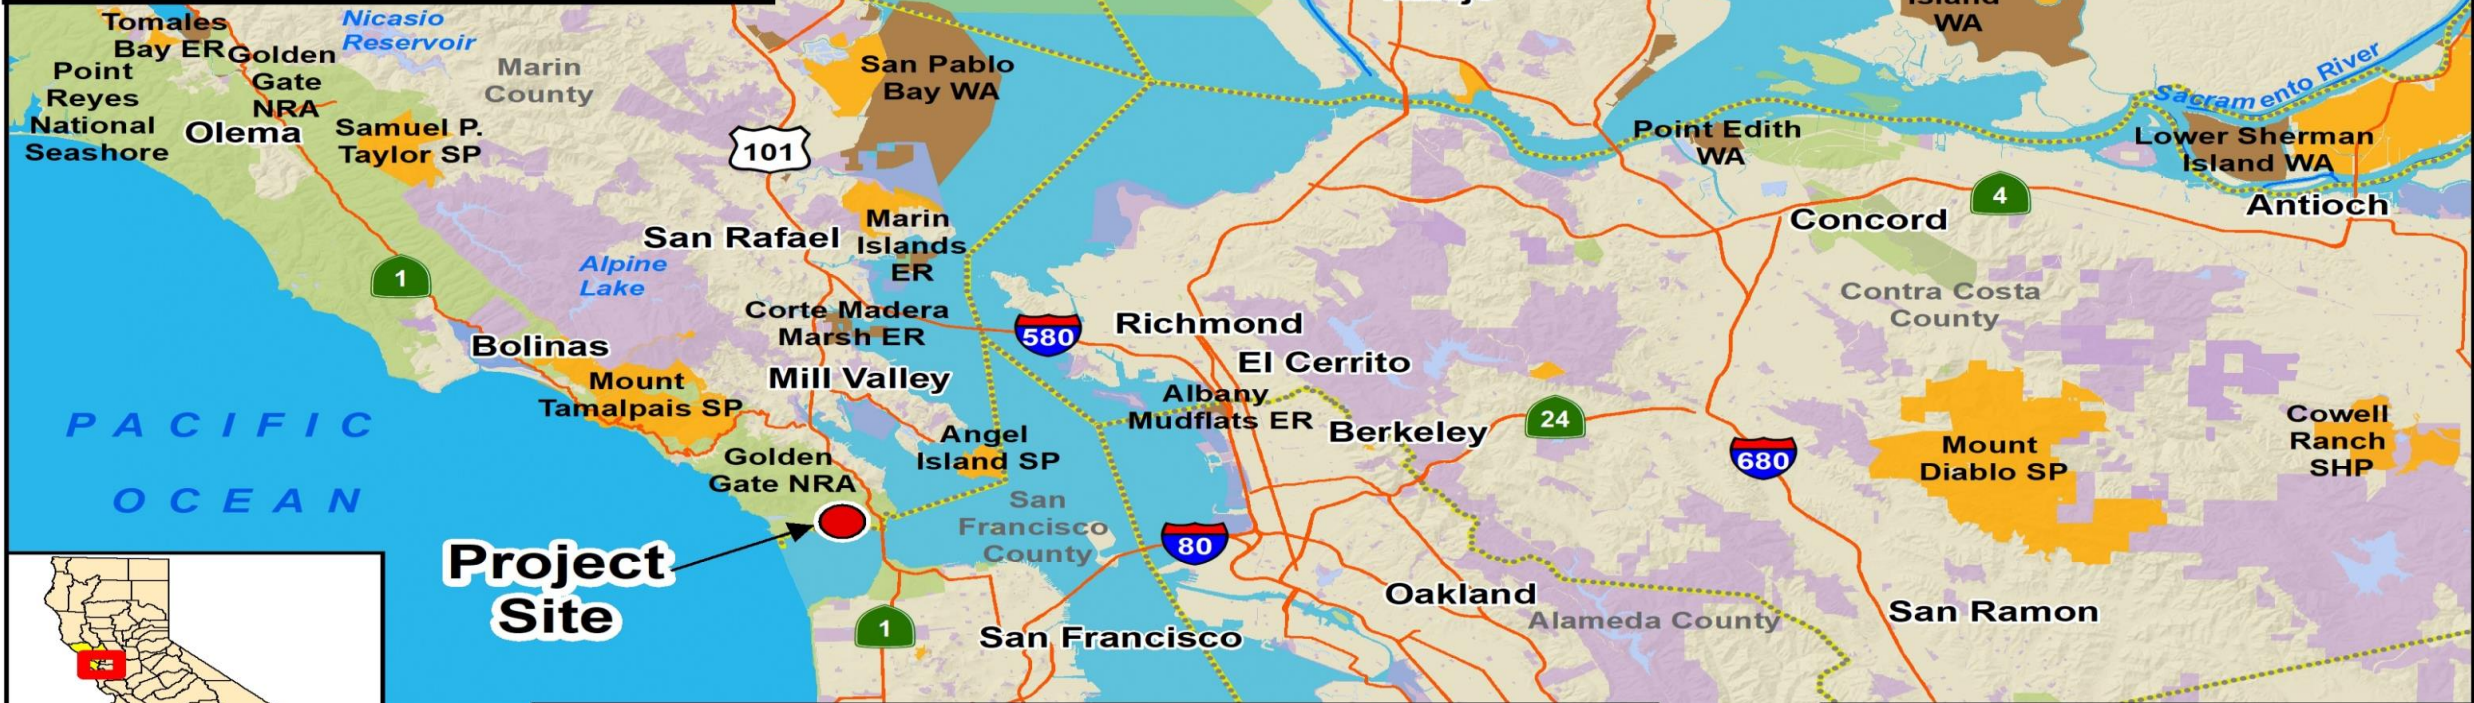 Tomales
Bay ER
Golden
Gate
NRA
Nicasio
Reservoir
Marin
County
Point
Reyes
National
Seashore
Olema
Samuel P.
Taylor SP
101
San Pablo
Bay WA
Island
WA
Sacramento River
Point Edith
WA
Lower Sherman
Island WA
4
Concord
Antioch
Marin
Islands
ER
San Rafael
Alpine
Lake
1
Corte Madera
Marsh ER
580
Richmond
El Cerrito
Contra Costa
County
Bolinas
Mount
Tamalpais SP
Mill Valley
Albany
Mudflats ER
Berkeley
24
680
Mount
Diablo SP
Cowell
Ranch
SHP
PACIFIC
OCEAN
Golden
Gate NRA
Angel
Island SP
San
Francisco
County
80
Project
Site
1
San Francisco
Oakland
Alameda County
San Ramon